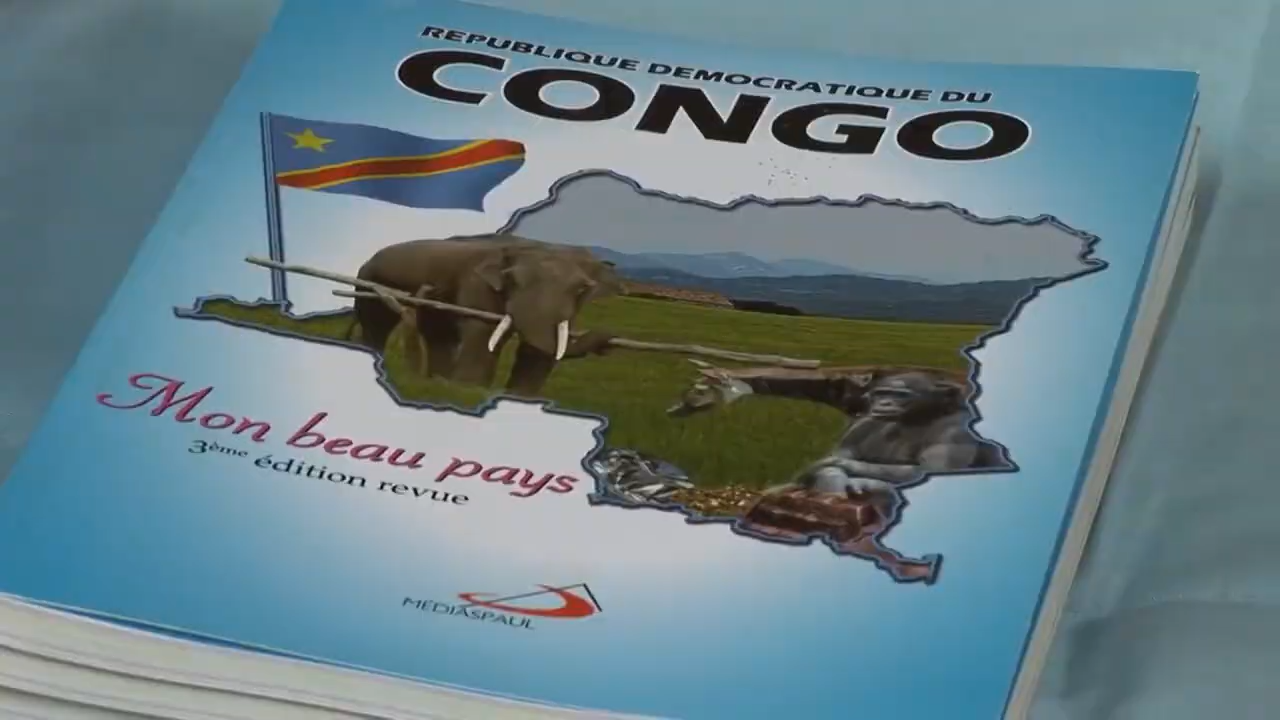 REPUBLIQUE DEMOCRATIQUE DU
CONGO
Mon beau pays
3ème édition revue
MEDIASPAUL